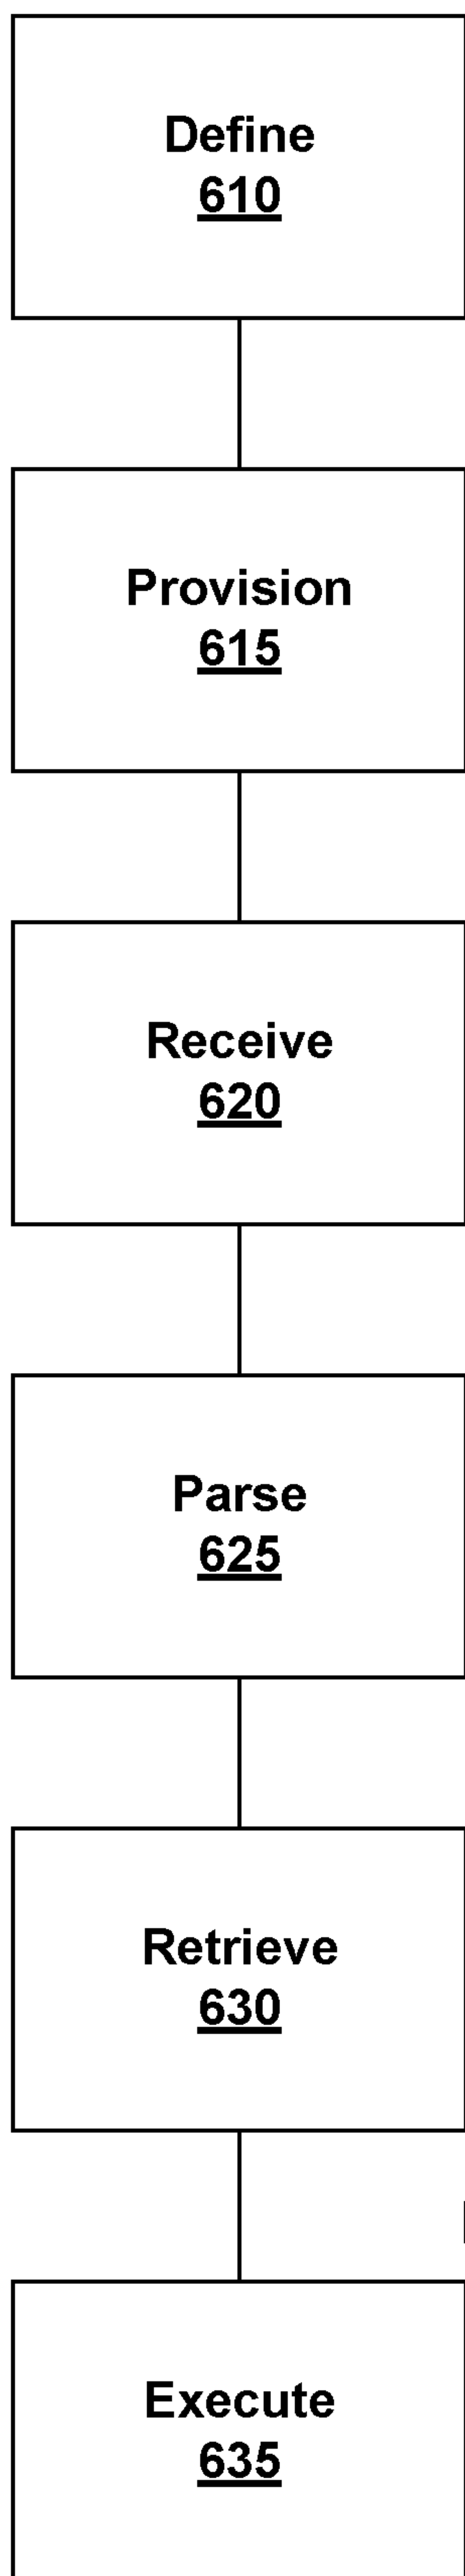 Define
610
Provision
615
Receive
620
Parse
625
Retrieve
630
Execute
635